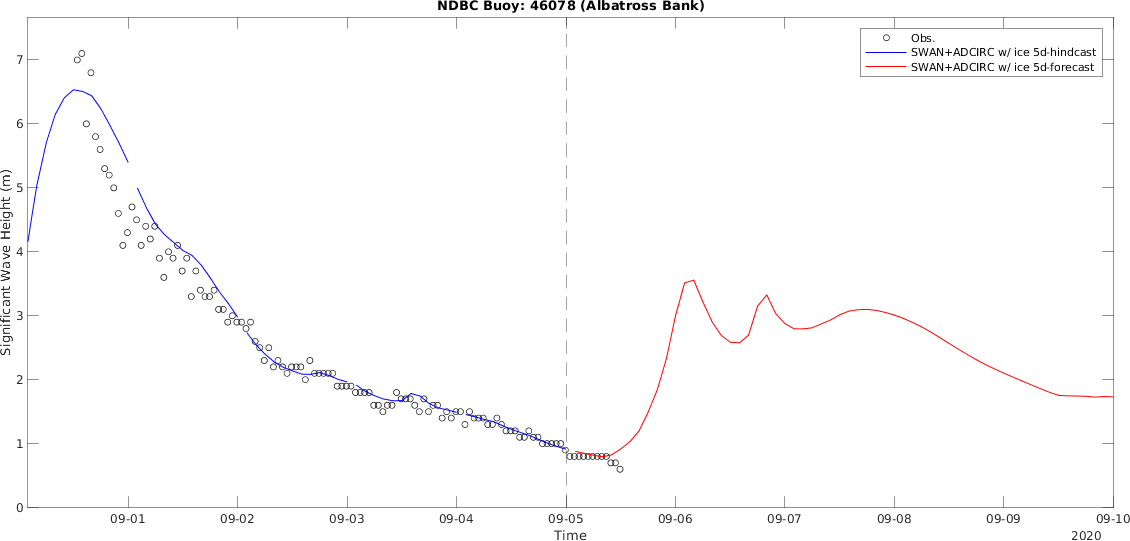 NDBC Buoy: 46078 (Albatross Bank)
Obs.
SWAN+ADCIRC w/ ice 5d-hindcast
SWAN+ADCIRC w/ ice 5d-forecast
Significant Wave Height (m)
7
6
5
4
3
2
1
0
09-01 09-02 09-03 09-04 09-05 09-06 09-07 09-08 09-09 09-10
Time
2020